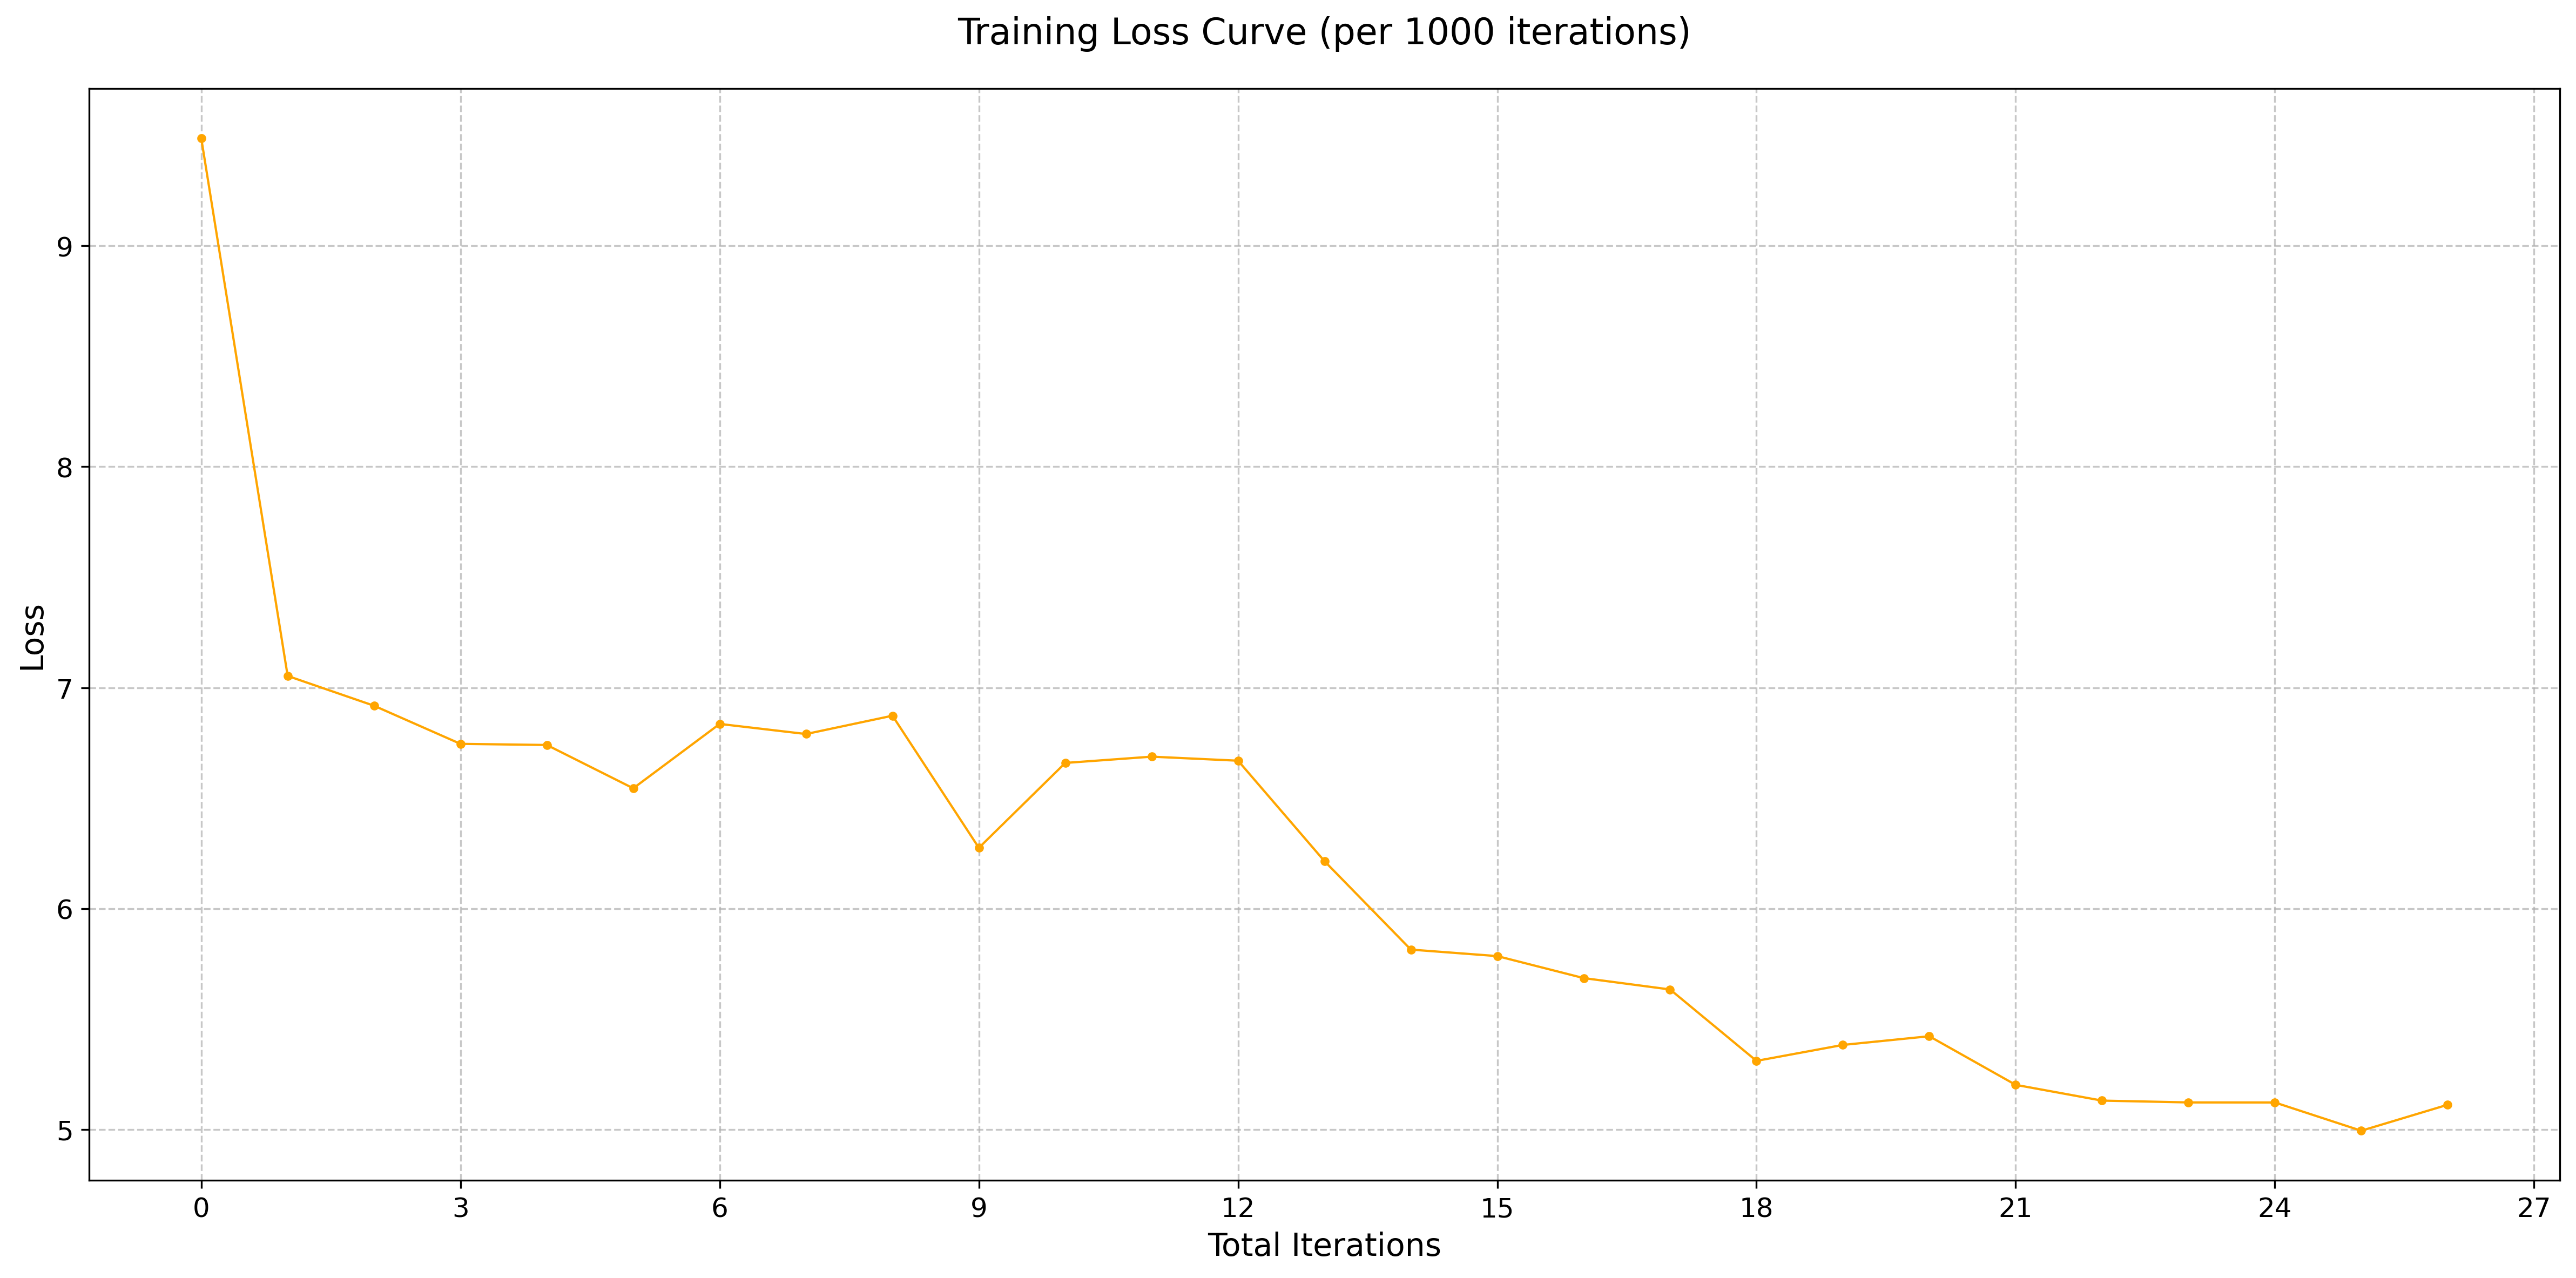 Training Loss Curve (per 1000 iterations)
Loss
9
8
7
6
5
0 3 6 9 12 15 18 21 24 27
Total Iterations